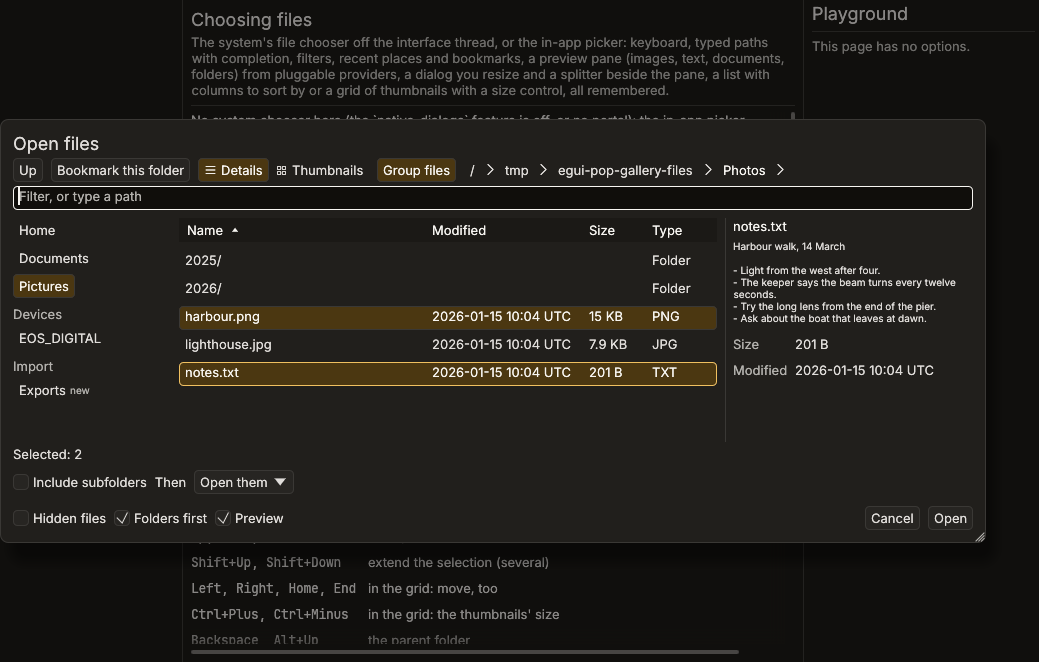 Choosing files
The system's file chooser off the interface thread, or the in-app picker: keyboard, typed paths
with completion, filters, recent places and bookmarks, a preview pane (images, text, documents,
folders) from pluggable providers, a dialog you resize and a splitter beside the pane, a list with
columns to sort by or a grid of thumbnails with a size control, all remembered.
Playground
This page has no options.
Open files
Up Bookmark this folder Details Thumbnails Group files / tmp egui-pop-gallery-files Photos
Filter, or type a path
Home
Documents
Pictures
Devices
EOS_DIGITAL
Import
Exports new
Name Modified Size Type
2025/ Folder
2026/ Folder
harbour.png 2026-01-15 10:04 UTC 15 KB PNG
lighthouse.jpg 2026-01-15 10:04 UTC 7.9 KB JPG
notes.txt 2026-01-15 10:04 UTC 201 B TXT
notes.txt
Harbour walk, 14 March
- Light from the west after four.
- The keeper says the beam turns every twelve
seconds.
- Try the long lens from the end of the pier.
- Ask about the boat that leaves at dawn.
Size 201 B
Modified 2026-01-15 10:04 UTC
Selected: 2
Include subfolders Then Open them
Hidden files Folders first Preview
Cancel Open
Shift+Up, Shift+Down extend the selection (several)
Left, Right, Home, End in the grid: move, too
Ctrl+Plus, Ctrl+Minus in the grid: the thumbnails' size
Backspace Alt+Up the parent folder